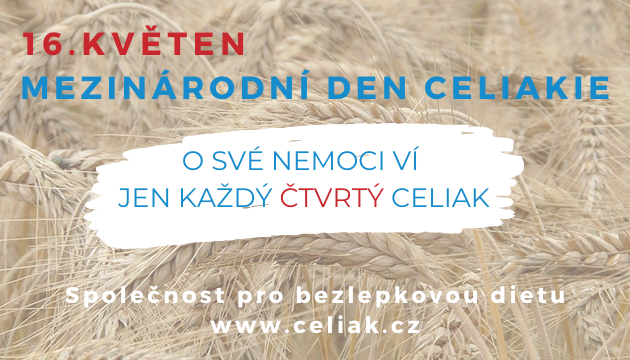 16.KVĚTEN
MEZINÁRODNÍ DEN CELIAKIE
O SVÉ NEMOCI VÍ
JEN KAŽDÝ ČTVRTÝ CELIAK
Společnost pro bezlepkovou dietu
www.celiak.cz